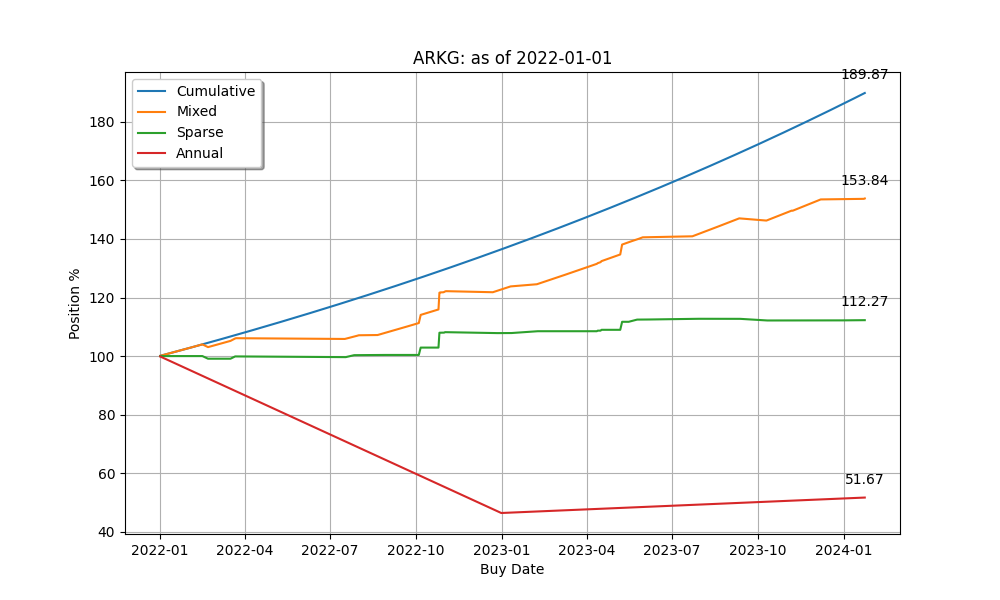 ARKG: as of 2022-01-01
189.87
Cumulative
Mixed
Sparse
Annual
153.84
112.27
51.67
180
160
140
120
100
80
60
40
Position %
2022-01 2022-04 2022-07 2022-10 2023-01 2023-04 2023-07 2023-10 2024-01
Buy Date